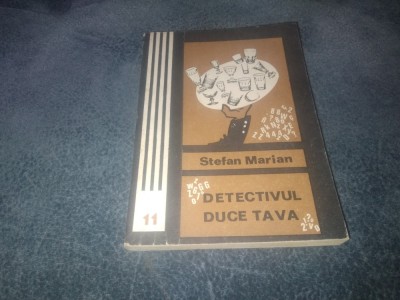 Stefan Marian
DETECTIVUL
DUCE TAVA
11